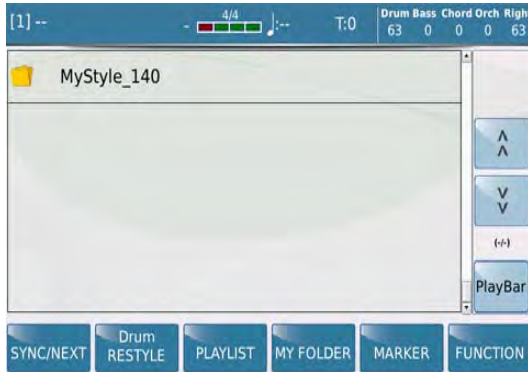 [1] -- - 4/4 ♩:-- T:0 Drum Bass Chord Orch Righ
63 0 0 0 63
MyStyle_140
(-/-)
PlayBar
SYNC/NEXT Drum RESTYLE PLAYLIST MY FOLDER MARKER FUNCTION